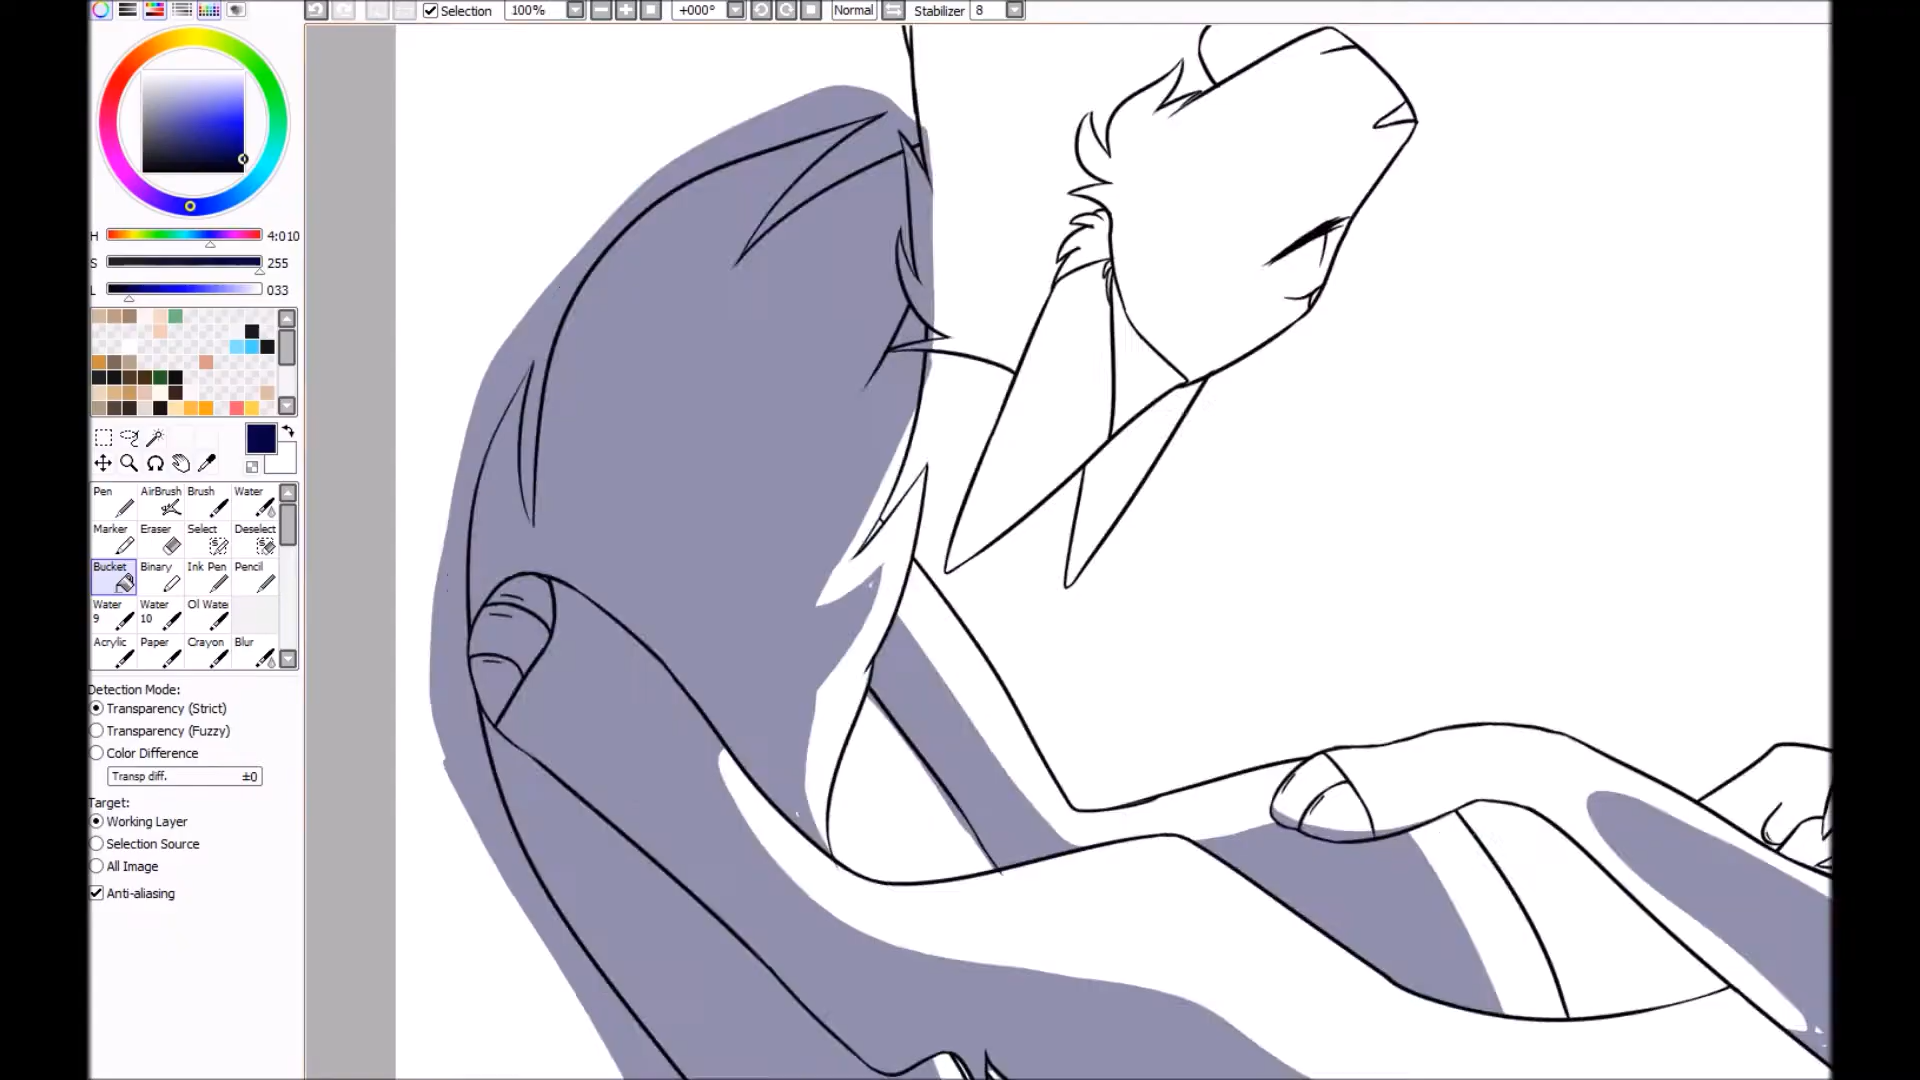 Selection 100% +000° Normal Stabilizer 8
H 4:010
S 255
L 033
Pen AirBrush Brush Water
Marker Eraser Select Deselect
Bucket Binary Ink Pen Pencil
Water 9 Water 10 Ol Wate
Acrylic Paper Crayon Blur
Detection Mode:
Transparency (Strict)
Transparency (Fuzzy)
Color Difference
Transp diff. ±0
Target:
Working Layer
Selection Source
All Image
Anti-aliasing